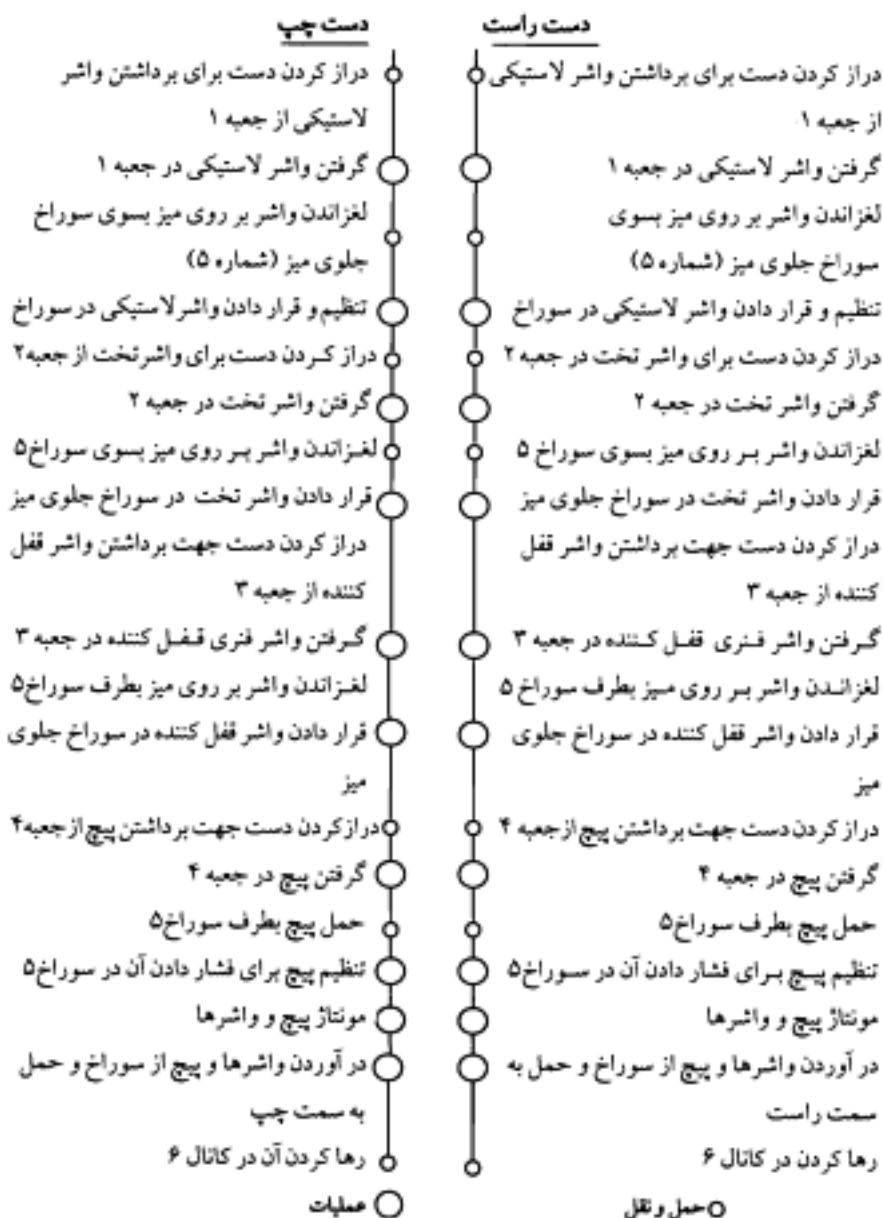 دست راست
دراز کردن دست برای برداشتن واشر لاستیکی
از جعبه ۱
گرفتن واشر لاستیکی در جعبه ۱
لغزاندن واشر بر روی میز بسوی
سوراخ جلوی میز (شماره ۵)
تنظیم و قرار دادن واشر لاستیکی در سوراخ
دراز کردن دست برای واشر تخت در جعبه ۲
گرفتن واشر تخت در جعبه ۲
لغزاندن واشر بر روی میز بسوی سوراخ ۵
قرار دادن واشر تخت در سوراخ جلوی میز
دراز کردن دست جهت برداشتن واشر قفل
کننده از جعبه ۳
گرفتن واشر فنری قفل کننده در جعبه ۳
لغزاندن واشر بر روی میز بطرف سوراخ ۵
قرار دادن واشر قفل کننده در سوراخ جلوی
میز
دراز کردن دست جهت برداشتن پیچ از جعبه ۴
گرفتن پیچ در جعبه ۴
حمل پیچ بطرف سوراخ۵
تنظیم پیچ برای فشار دادن آن در سوراخ۵
مونتاژ پیچ و واشرها
در آوردن واشرها و پیچ از سوراخ و حمل به
سمت راست
رها کردن در کانال ۶
حمل و نقل
دست چپ
دراز کردن دست برای برداشتن واشر
لاستیکی از جعبه ۱
گرفتن واشر لاستیکی در جعبه ۱
لغزاندن واشر بر روی میز بسوی سوراخ
جلوی میز (شماره ۵)
تنظیم و قرار دادن واشر لاستیکی در سوراخ
دراز کردن دست برای واشر تخت از جعبه۲
گرفتن واشر تخت در جعبه ۲
لغزاندن واشر بر روی میز بسوی سوراخ۵
قرار دادن واشر تخت در سوراخ جلوی میز
دراز کردن دست جهت برداشتن واشر قفل
کننده از جعبه ۳
گرفتن واشر فنری قفل کننده در جعبه ۳
لغزاندن واشر بر روی میز بطرف سوراخ۵
قرار دادن واشر قفل کننده در سوراخ جلوی
میز
دراز کردن دست جهت برداشتن پیچ از جعبه۴
گرفتن پیچ در جعبه ۴
حمل پیچ بطرف سوراخ۵
تنظیم پیچ برای فشار دادن آن در سوراخ۵
مونتاژ پیچ و واشرها
در آوردن واشرها و پیچ از سوراخ و حمل
به سمت چپ
رها کردن آن در کانال ۶
عملیات